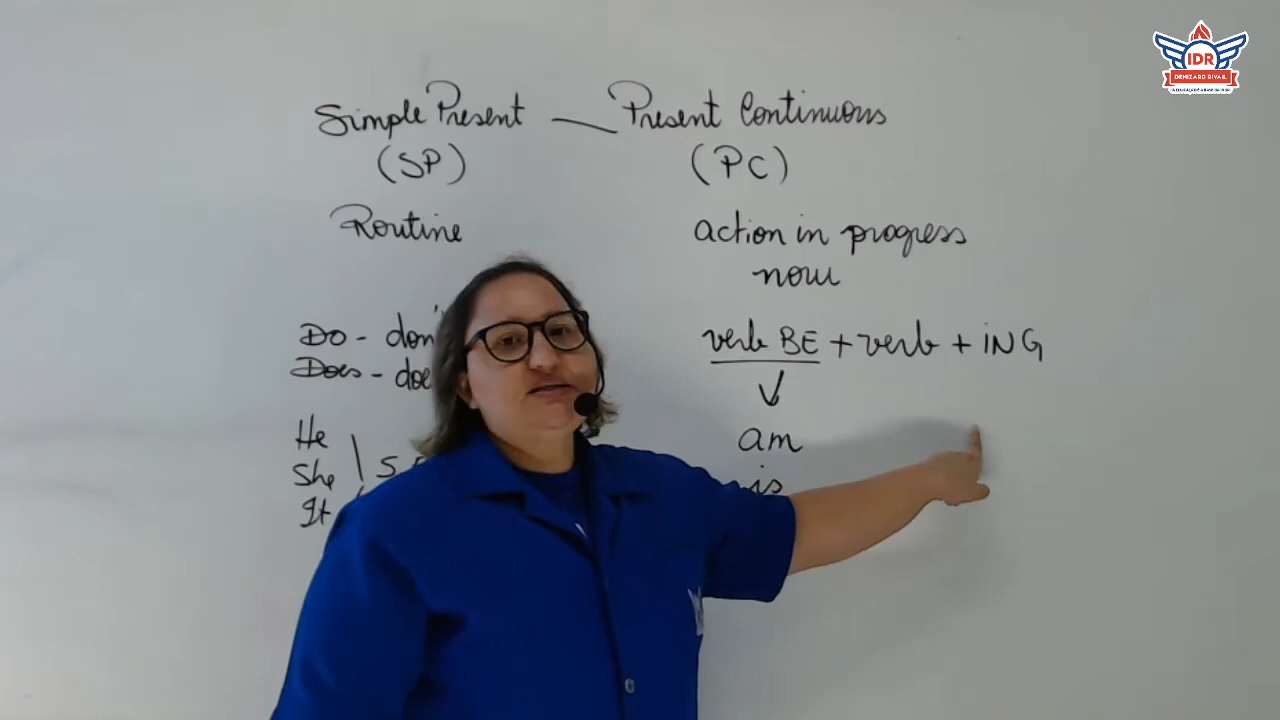 IDR
DENIZARD RIVAIL
Simple Present — Present Continuous
(SP) (PC)
Routine action in progress
now
Do - don'
Does - doe
verb BE + verb + ING
am
is
He
She
It
s